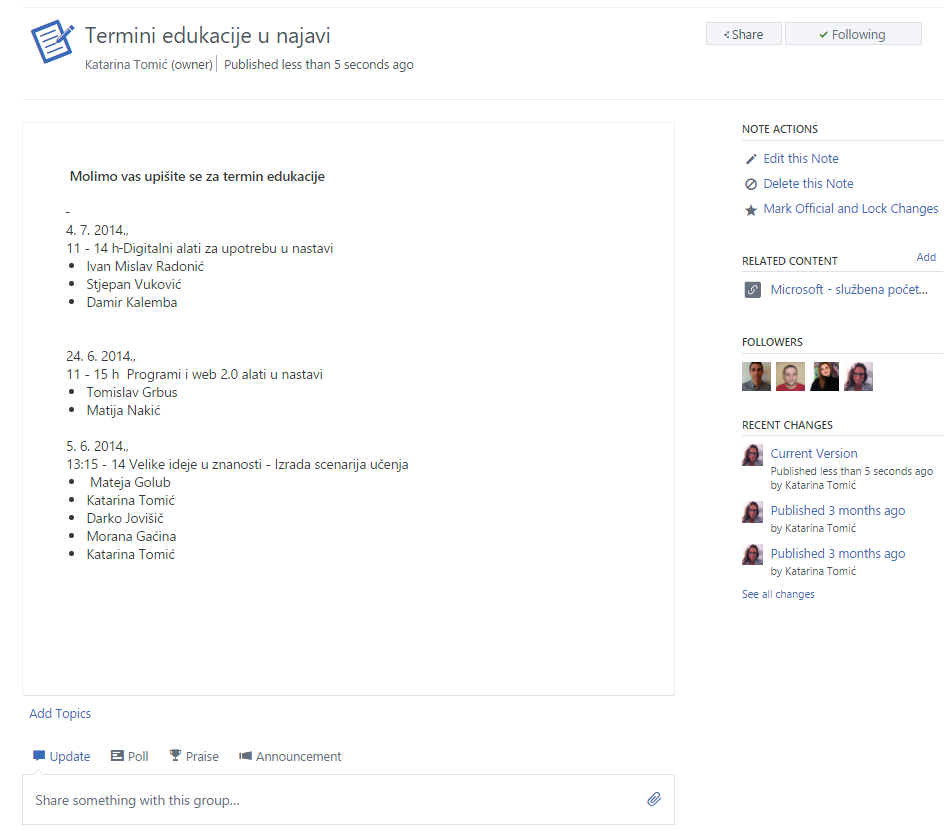 Termini edukacije u najavi
Katarina Tomić (owner) Published less than 5 seconds ago
Share
Following
Molimo vas upišite se za termin edukacije
-
4. 7. 2014.,
11 - 14 h-Digitalni alati za upotrebu u nastavi
• Ivan Mislav Radonić
• Stjepan Vuković
• Damir Kalemba
24. 6. 2014.,
11 - 15 h  Programi i web 2.0 alati u nastavi
• Tomislav Grbus
• Matija Nakić
5. 6. 2014.,
13:15 - 14 Velike ideje u znanosti - Izrada scenarija učenja
• Mateja Golub
• Katarina Tomić
• Darko Jovišič
• Morana Gaćina
• Katarina Tomić
Add Topics
Update
Poll
Praise
Announcement
Share something with this group...
NOTE ACTIONS
Edit this Note
Delete this Note
Mark Official and Lock Changes
RELATED CONTENT
Add
Microsoft - službena počet...
FOLLOWERS
RECENT CHANGES
Current Version
Published less than 5 seconds ago
by Katarina Tomić
Published 3 months ago
by Katarina Tomić
Published 3 months ago
by Katarina Tomić
See all changes